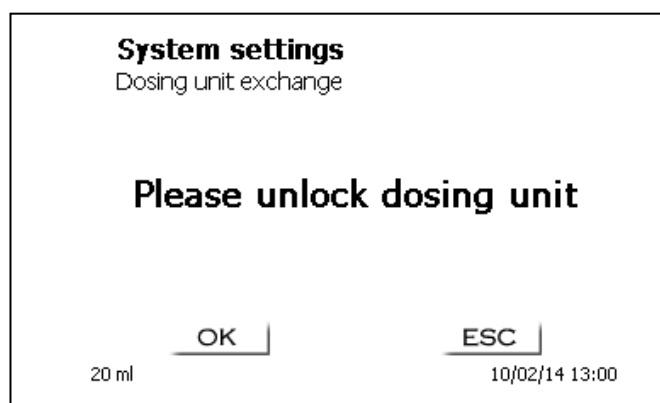 System settings
Dosing unit exchange
Please unlock dosing unit
OK ESC
20 ml 10/02/14 13:00